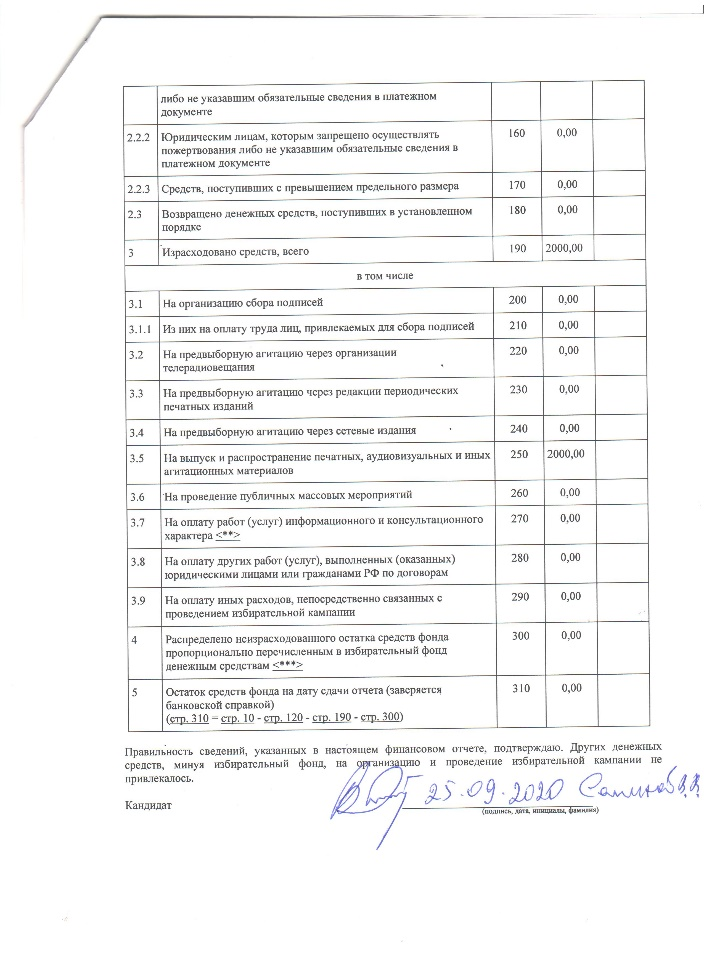 либо не указавшим обязательные сведения в платежном
документе
2.2.2 Юридическим лицам, которым запрещено осуществлять 160 0,00
пожертвования либо не указавшим обязательные сведения в
платежном документе
2.2.3 Средств, поступивших с превышением предельного размера 170 0,00
2.3 Возвращено денежных средств, поступивших в установленном 180 0,00
порядке
3 Израсходовано средств, всего 190 2000,00
в том числе
3.1 На организацию сбора подписей 200 0,00
3.1.1 Из них на оплату труда лиц, привлекаемых для сбора подписей 210 0,00
3.2 На предвыборную агитацию через организации 220 0,00
телерадиовещания
3.3 На предвыборную агитацию через редакции периодических 230 0,00
печатных изданий
3.4 На предвыборную агитацию через сетевые издания 240 0,00
3.5 На выпуск и распространение печатных, аудиовизуальных и иных 250 2000,00
агитационных материалов
3.6 На проведение публичных массовых мероприятий 260 0,00
3.7 На оплату работ (услуг) информационного и консультационного 270 0,00
характера <**>
3.8 На оплату других работ (услуг), выполненных (оказанных) 280 0,00
юридическими лицами или гражданами РФ по договорам
3.9 На оплату иных расходов, непосредственно связанных с 290 0,00
проведением избирательной кампании
4 Распределено неизрасходованного остатка средств фонда 300 0,00
пропорционально перечисленным в избирательный фонд
денежным средствам <***>
5 Остаток средств фонда на дату сдачи отчета (заверяется 310 0,00
банковской справкой)
(стр. 310 = стр. 10 - стр. 120 - стр. 190 - стр. 300)
Правильность сведений, указанных в настоящем финансовом отчете, подтверждаю. Других денежных
средств, минуя избирательный фонд, на организацию и проведение избирательной кампании не
привлекалось.
Кандидат 25.09.2020
(подпись, дата, инициалы, фамилия)